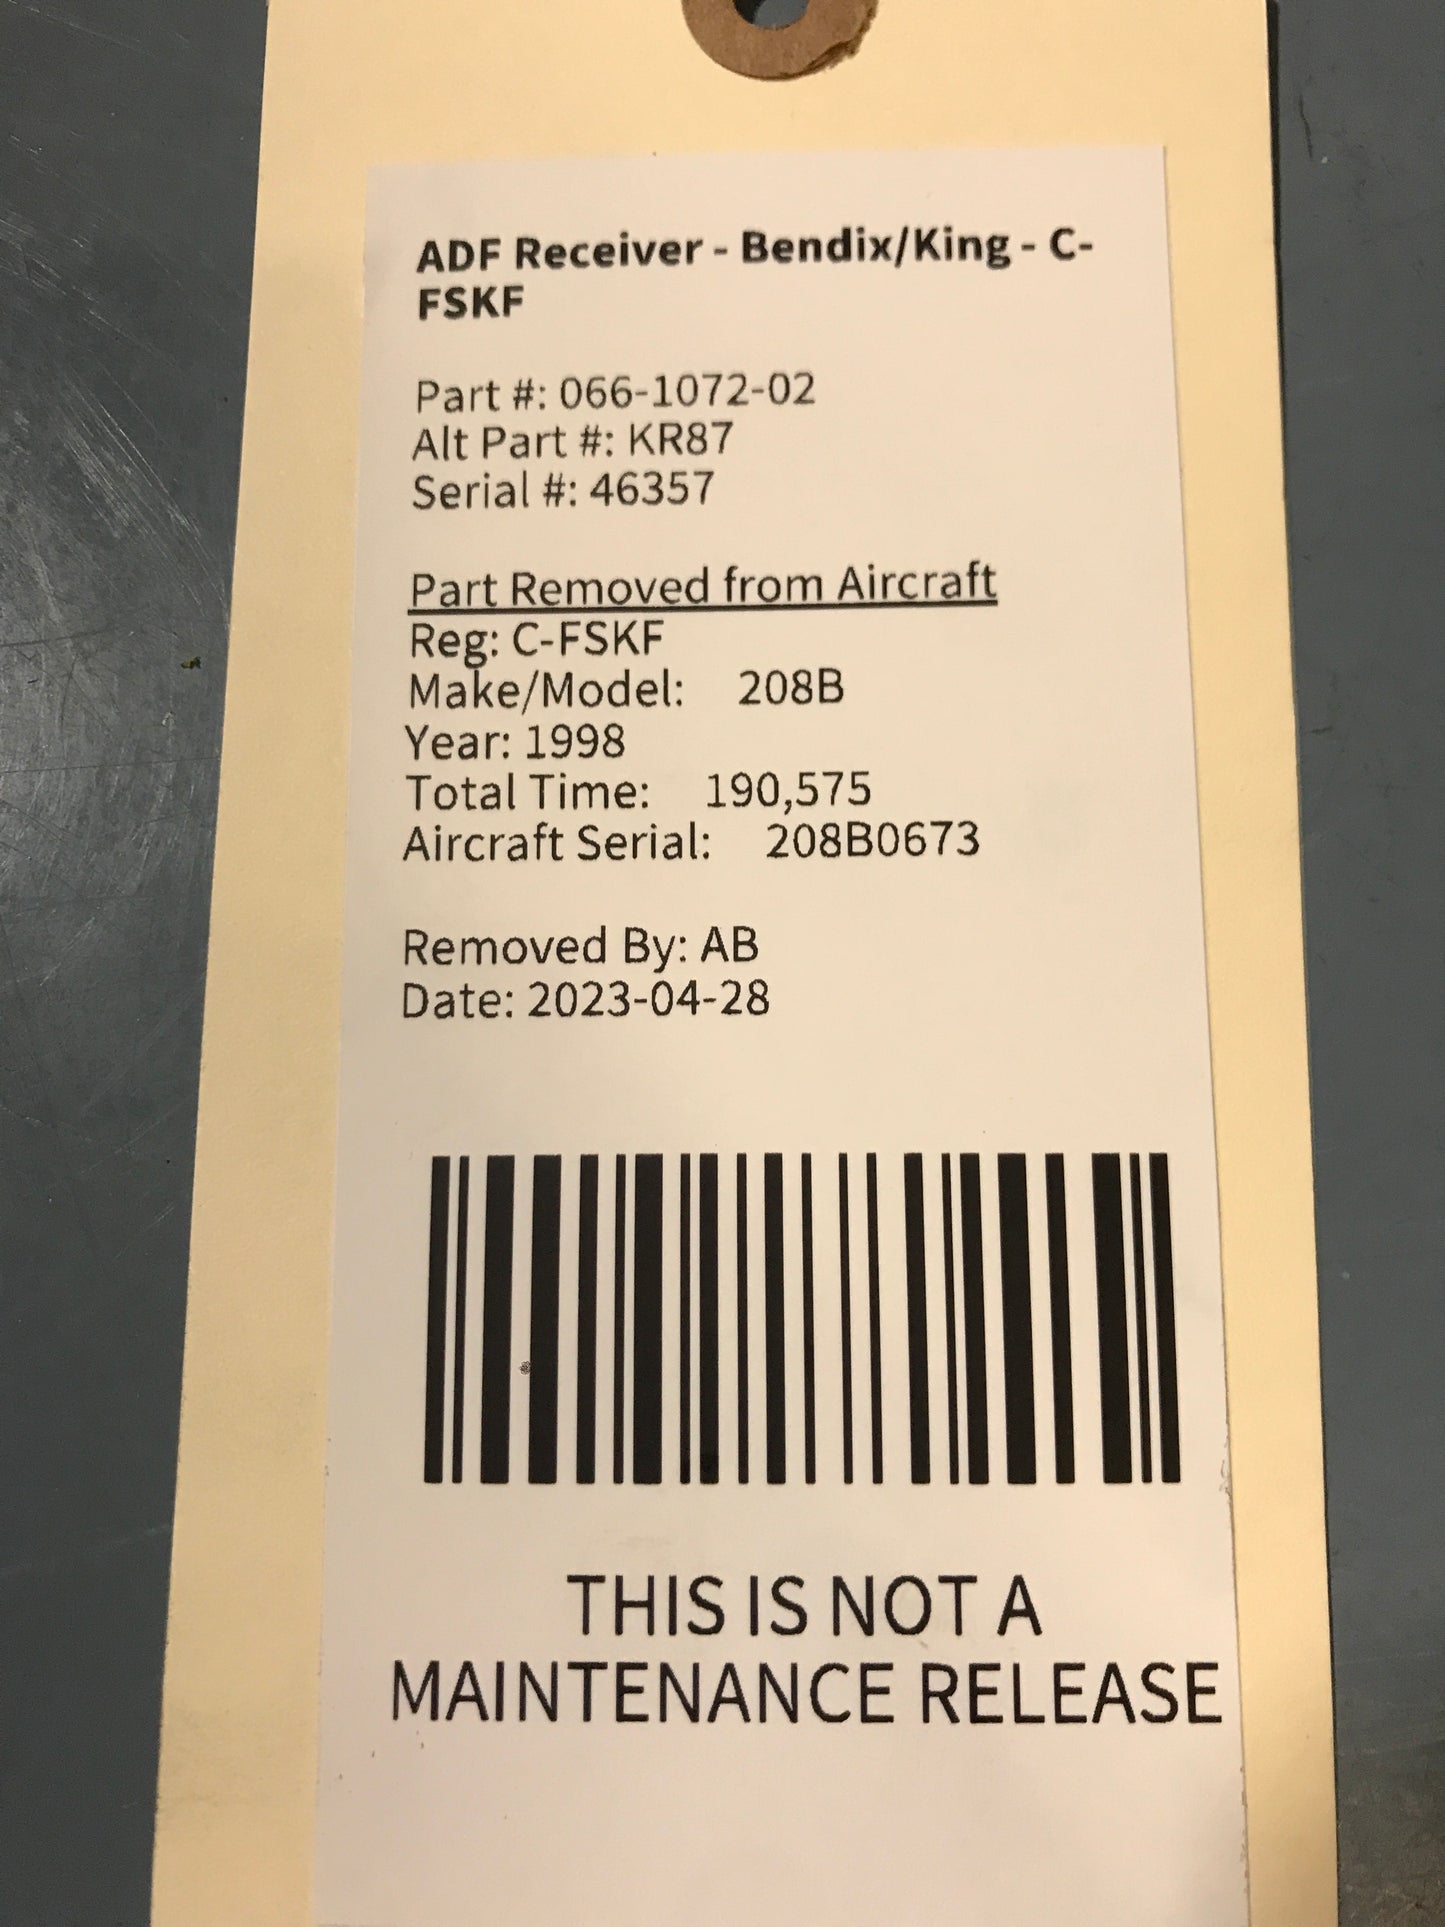 ADF Receiver - Bendix/King - C-
FSKF
Part #: 066-1072-02
Alt Part #: KR87
Serial #: 46357
Part Removed from Aircraft
Reg: C-FSKF
Make/Model: 208B
Year: 1998
Total Time: 190,575
Aircraft Serial: 208B0673
Removed By: AB
Date: 2023-04-28
THIS IS NOT A
MAINTENANCE RELEASE